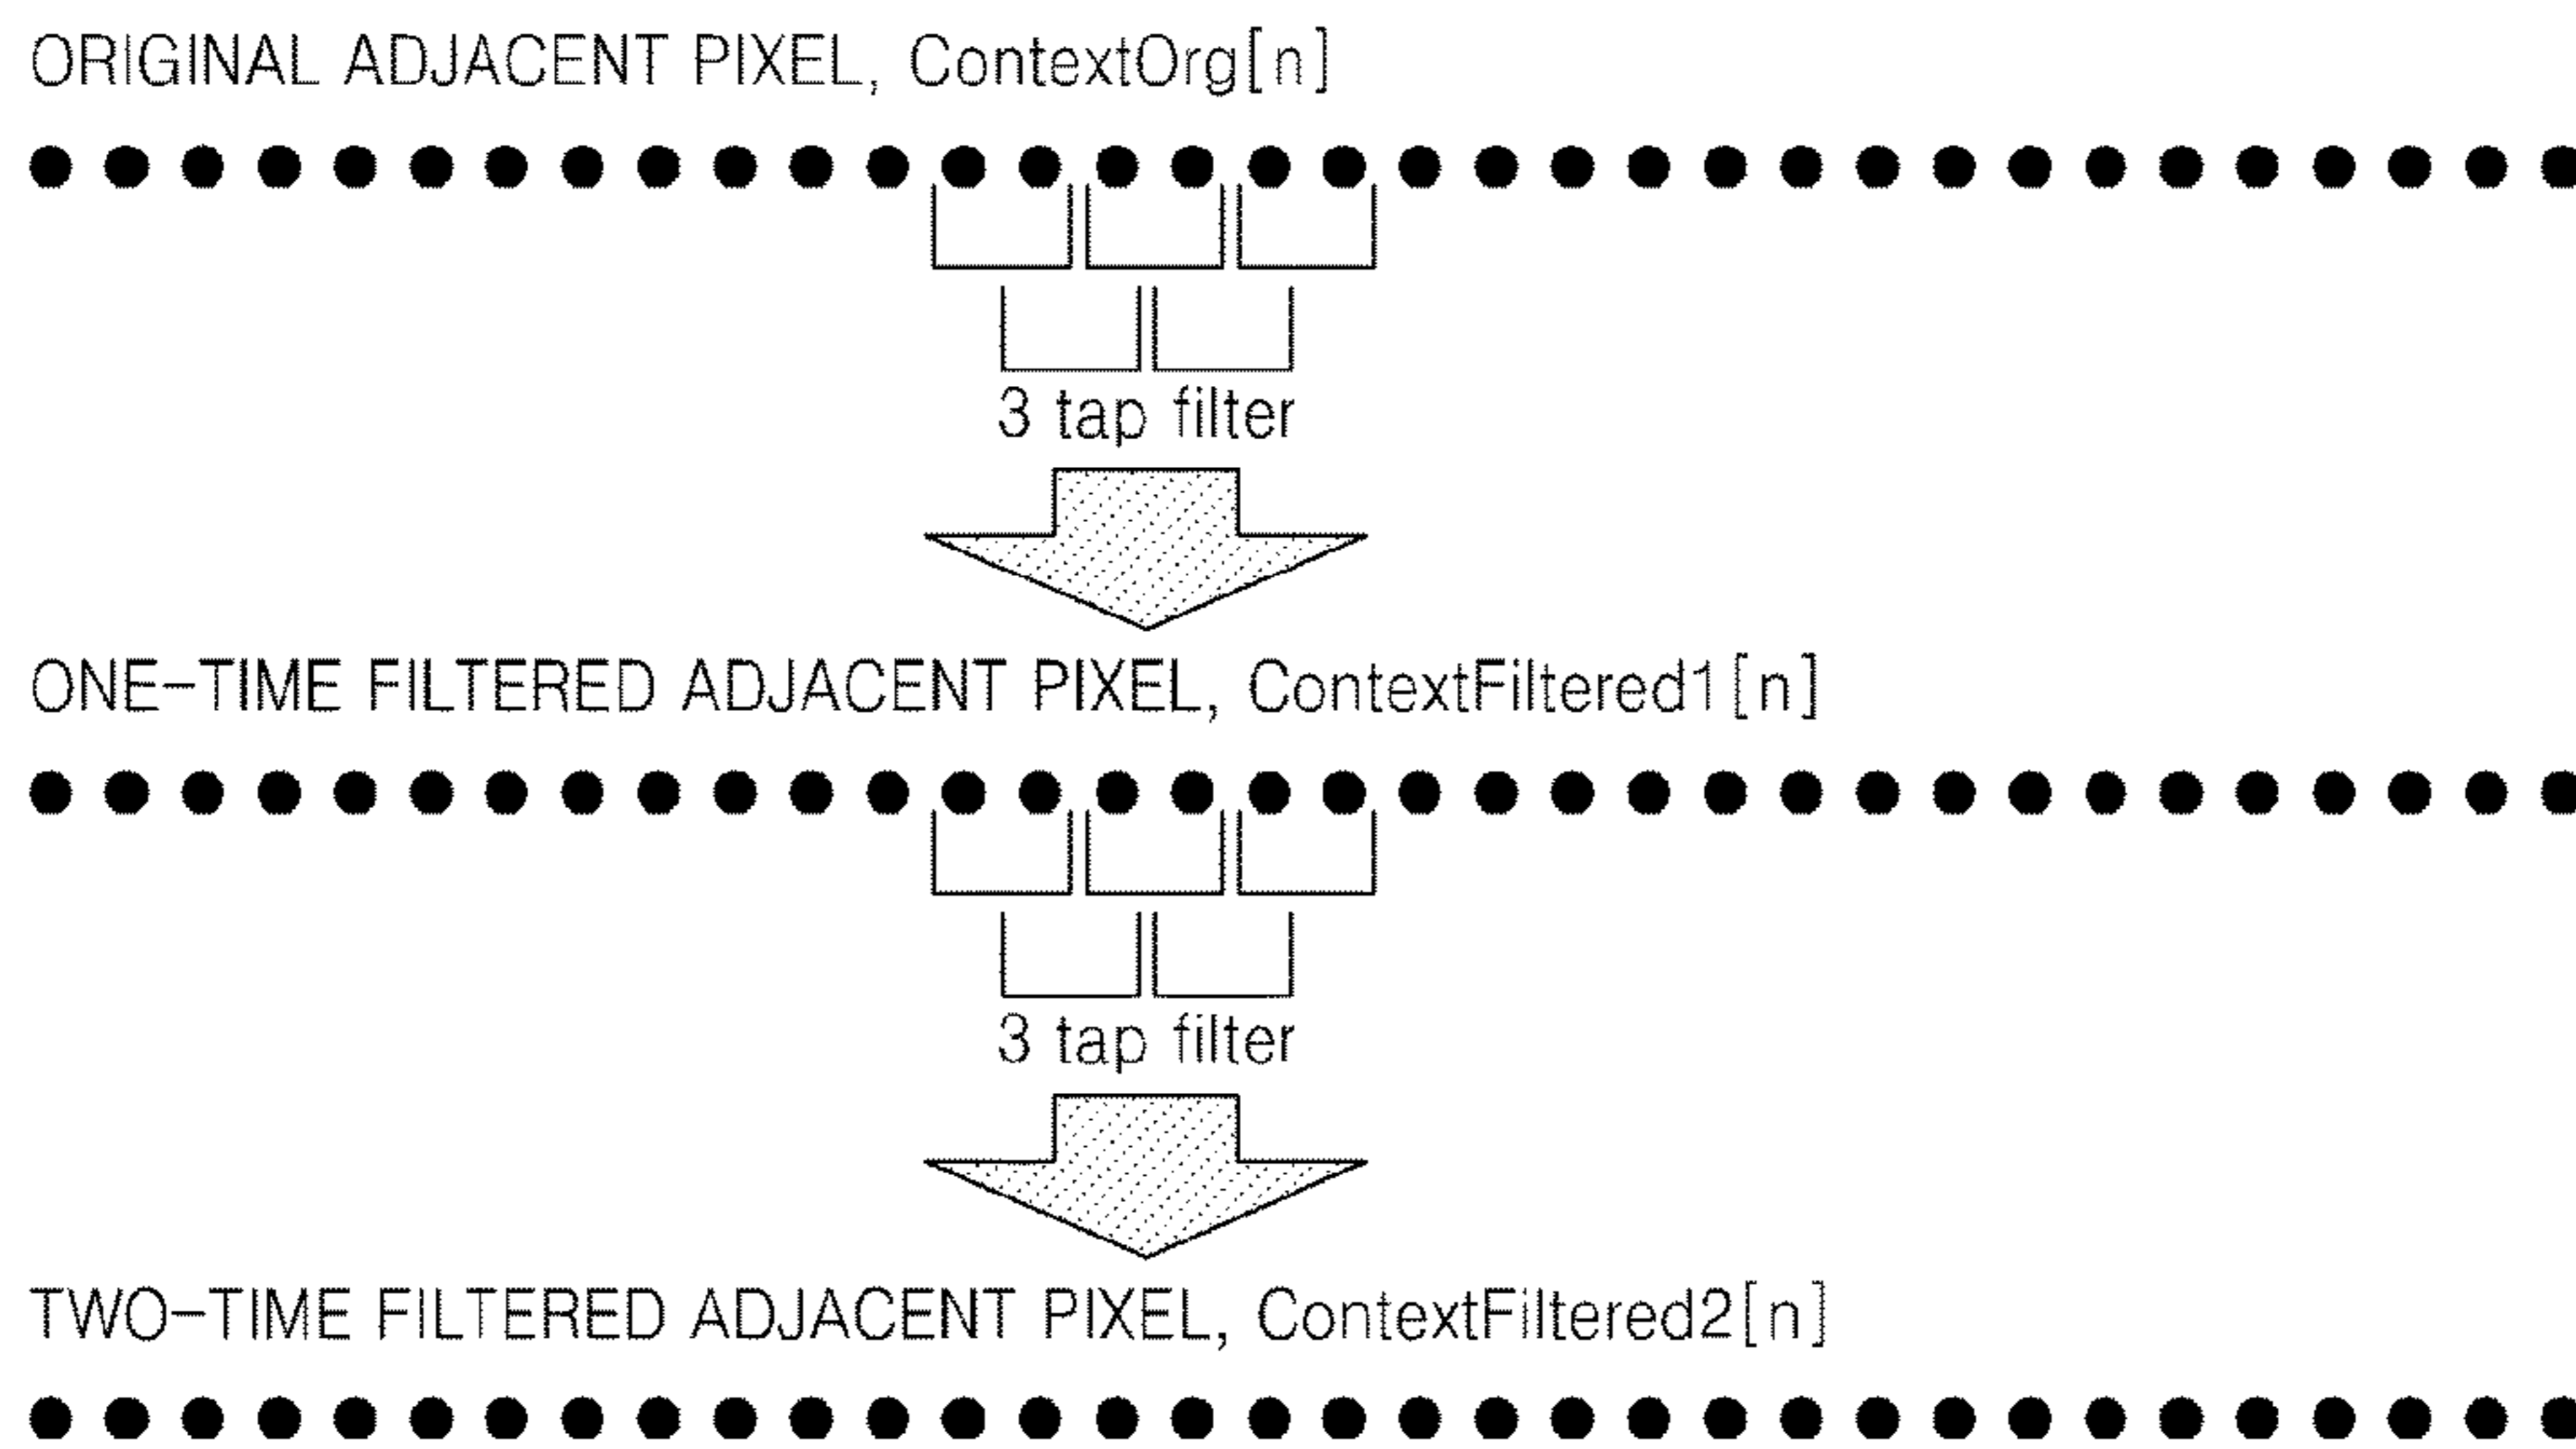 ORIGINAL ADJACENT PIXEL, ContextOrg[n]
3 tap filter
ONE-TIME FILTERED ADJACENT PIXEL, ContextFiltered1[n]
3 tap filter
TWO-TIME FILTERED ADJACENT PIXEL, ContextFiltered2[n]